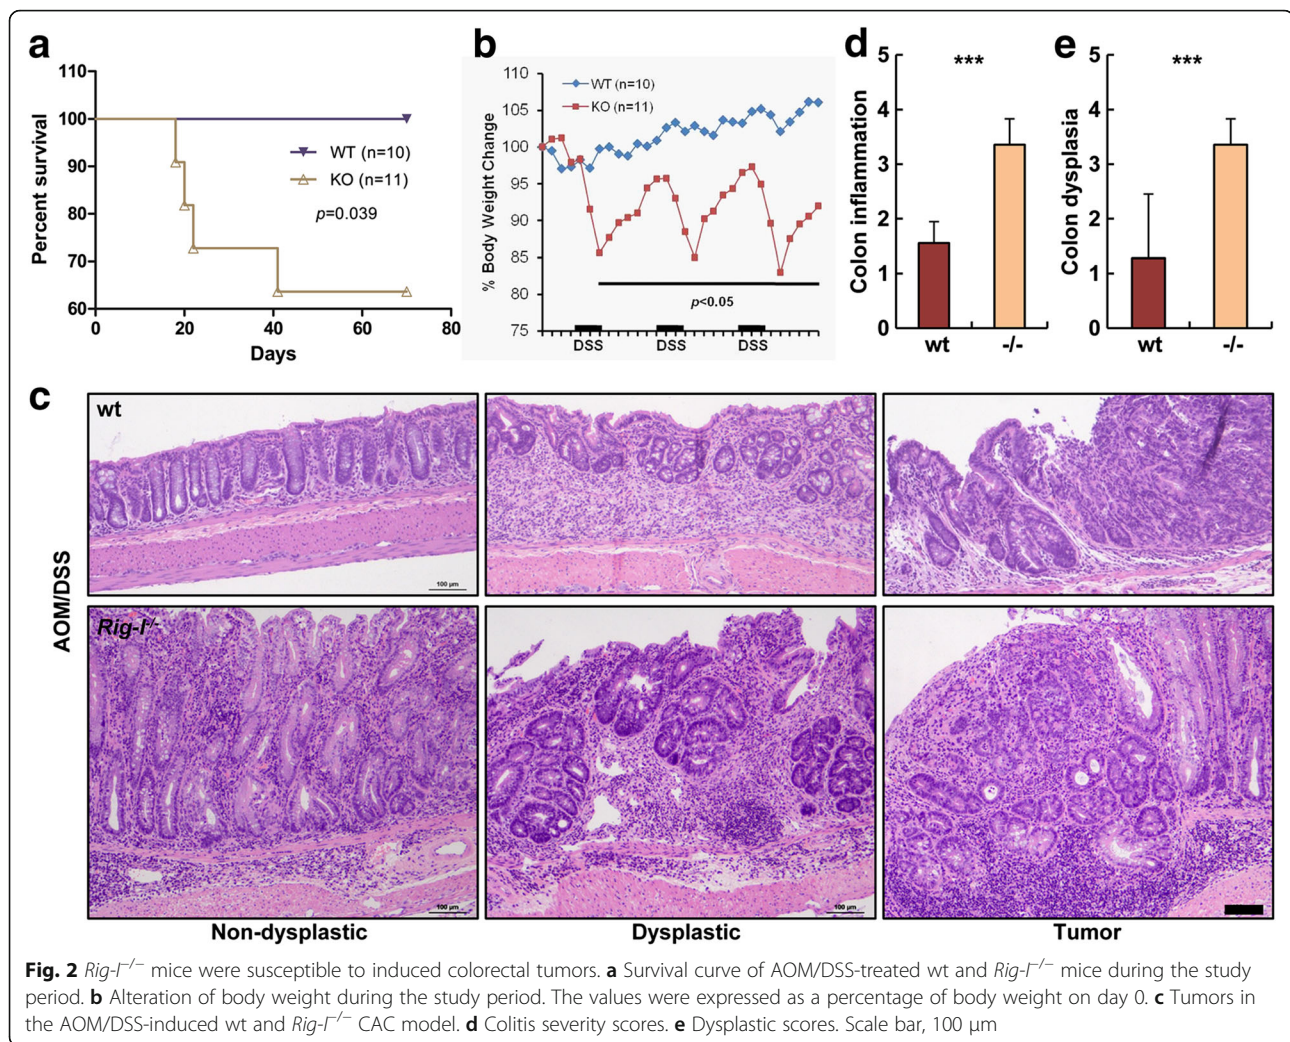 a
110
100
90
80
70
60
Percent survival
WT (n=10)
KO (n=11)
p=0.039
0 20 40 60 80
Days
b
110
105
100
95
90
85
80
75
% Body Weight Change
WT (n=10)
KO (n=11)
p<0.05
DSS DSS DSS
d
5
4
3
2
1
0
Colon inflammation
***
wt -/-
e
5
4
3
2
1
0
Colon dysplasia
***
wt -/-
c
AOM/DSS
wt
100 µm
Rig-I-/-
100 µm
100 µm
Non-dysplastic Dysplastic Tumor
Fig. 2 Rig-I−/− mice were susceptible to induced colorectal tumors. a Survival curve of AOM/DSS-treated wt and Rig-I−/− mice during the study
period. b Alteration of body weight during the study period. The values were expressed as a percentage of body weight on day 0. c Tumors in
the AOM/DSS-induced wt and Rig-I−/− CAC model. d Colitis severity scores. e Dysplastic scores. Scale bar, 100 µm